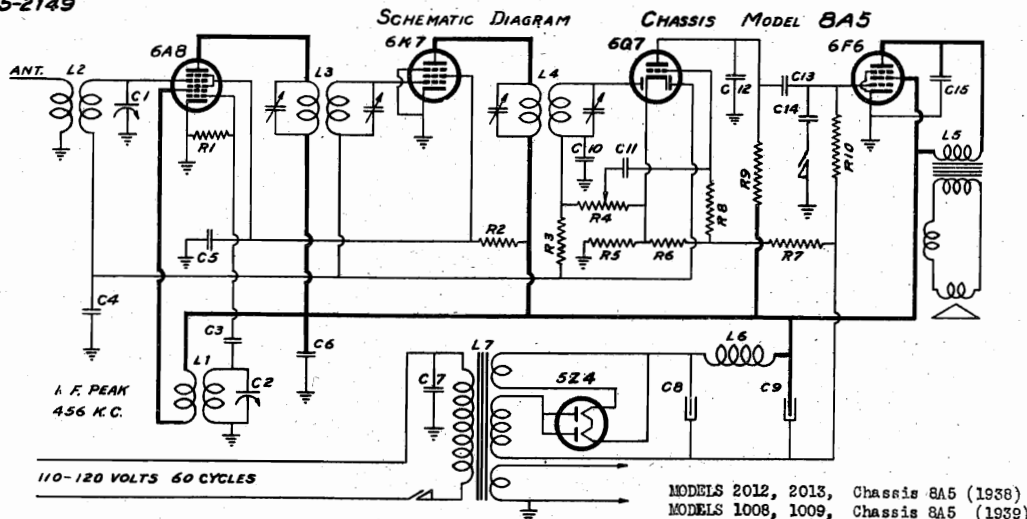 5-2149
SCHEMATIC DIAGRAM
CHASSIS MODEL 8A5
6A8
6K7
6Q7
6F6
ANT.
L2
C1
L3
L4
C12
C13
C14
C15
R1
C10
C11
R9
R10
L5
R2
R3
R4
R8
C5
R5
R6
R7
C4
C3
C6
L1
C2
L7
L6
C7
5Z4
C8
C9
I. F. PEAK
456 K.C.
110-120 VOLTS 60 CYCLES
MODELS 2012, 2013, Chassis 8A5 (1938)
MODELS 1008, 1009, Chassis 8A5 (1939)